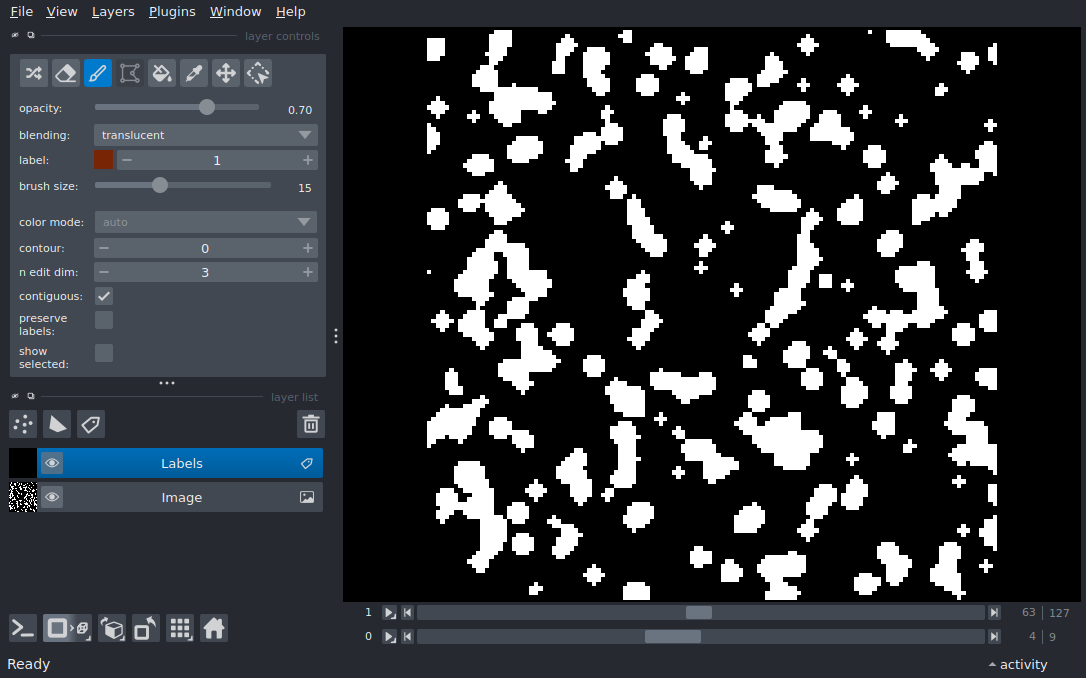 File View Layers Plugins Window Help
layer controls
opacity: 0.70
blending: translucent
label: 1
brush size: 15
color mode: auto
contour: 0
n edit dim: 3
contiguous:
preserve
labels:
show
selected:
layer list
Labels
Image
1 63 127
0 4 9
Ready activity